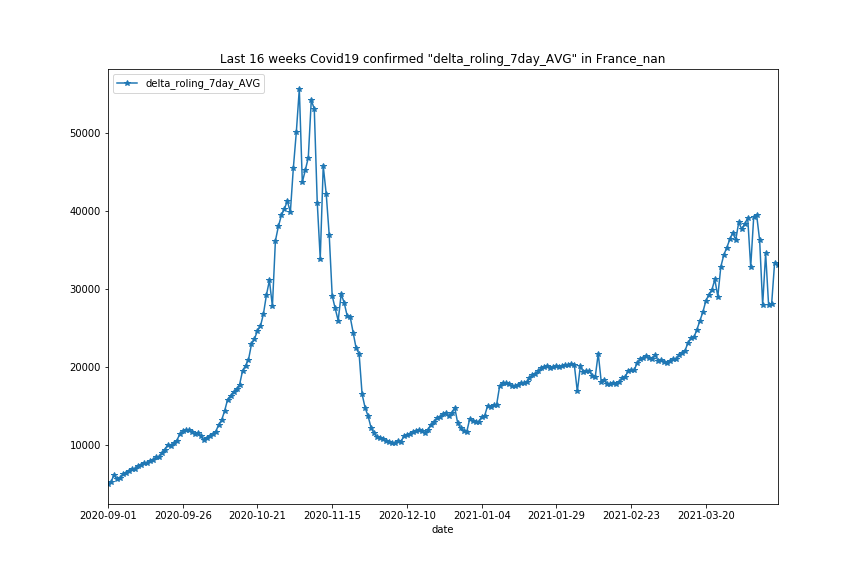 Last 16 weeks Covid19 confirmed "delta_roling_7day_AVG" in France_nan
delta_roling_7day_AVG
50000
40000
30000
20000
10000
2020-09-01 2020-09-26 2020-10-21 2020-11-15 2020-12-10 2021-01-04 2021-01-29 2021-02-23 2021-03-20
date